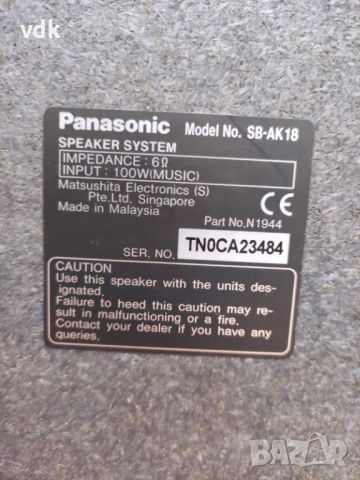 vdk
Panasonic Model No. SB-AK18
SPEAKER SYSTEM
IMPEDANCE: 6Ω
INPUT: 100W(MUSIC)
Matsushita Electronics (S)
Pte.Ltd, Singapore
Made in Malaysia
CE
Part No.N1944
SER. NO. TN0CA23484
CAUTION
Use this speaker with the units des-
ignated.
Failure to heed this caution may re-
sult in malfunctioning or a fire.
Contact your dealer if you have any
queries.
BAZAR